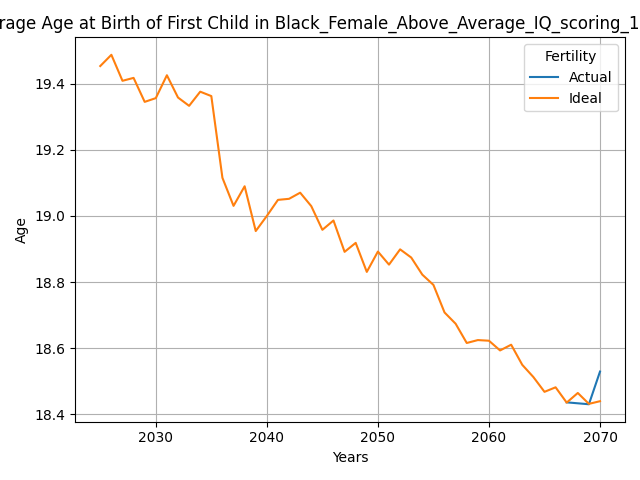 rage Age at Birth of First Child in Black_Female_Above_Average_IQ_scoring_1
Fertility
Actual
Ideal
Age
19.4
19.2
19.0
18.8
18.6
18.4
2030 2040 2050 2060 2070
Years